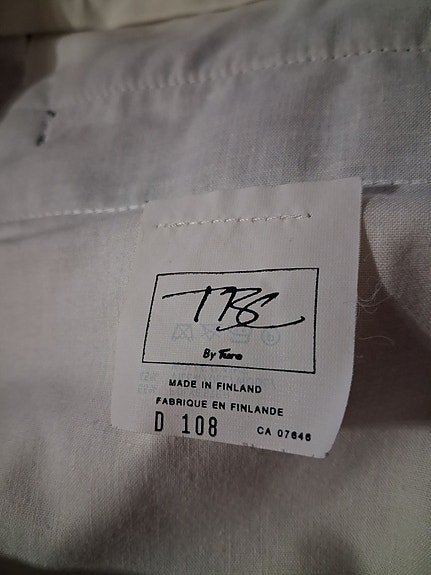 TBS
By Turo
MADE IN FINLAND
FABRIQUE EN FINLANDE
D 108 CA 07646